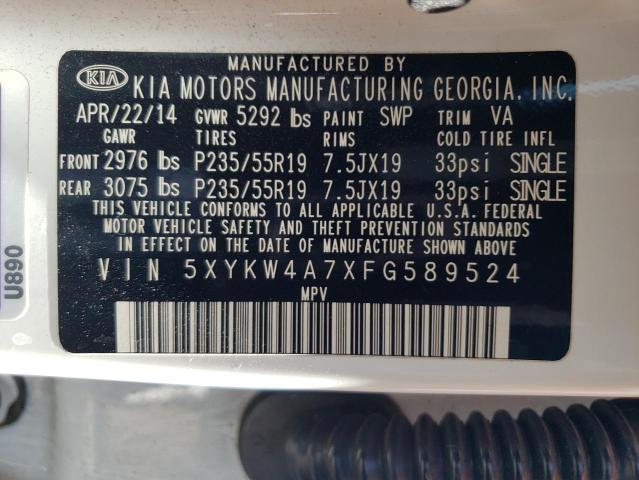 MANUFACTURED BY
KIA KIA MOTORS MANUFACTURING GEORGIA, INC.
APR/22/14 GVWR 5292 lbs PAINT SWP TRIM VA
GAWR TIRES RIMS COLD TIRE INFL
FRONT 2976 lbs P235/55R19 7.5JX19 33psi SINGLE
REAR 3075 lbs P235/55R19 7.5JX19 33psi SINGLE
THIS VEHICLE CONFORMS TO ALL APPLICABLE U.S.A. FEDERAL
MOTOR VEHICLE SAFETY AND THEFT PREVENTION STANDARDS
IN EFFECT ON THE DATE OF MANUFACTURE SHOWN ABOVE.
VIN 5XYKW4A7XFG589524
MPV
U890